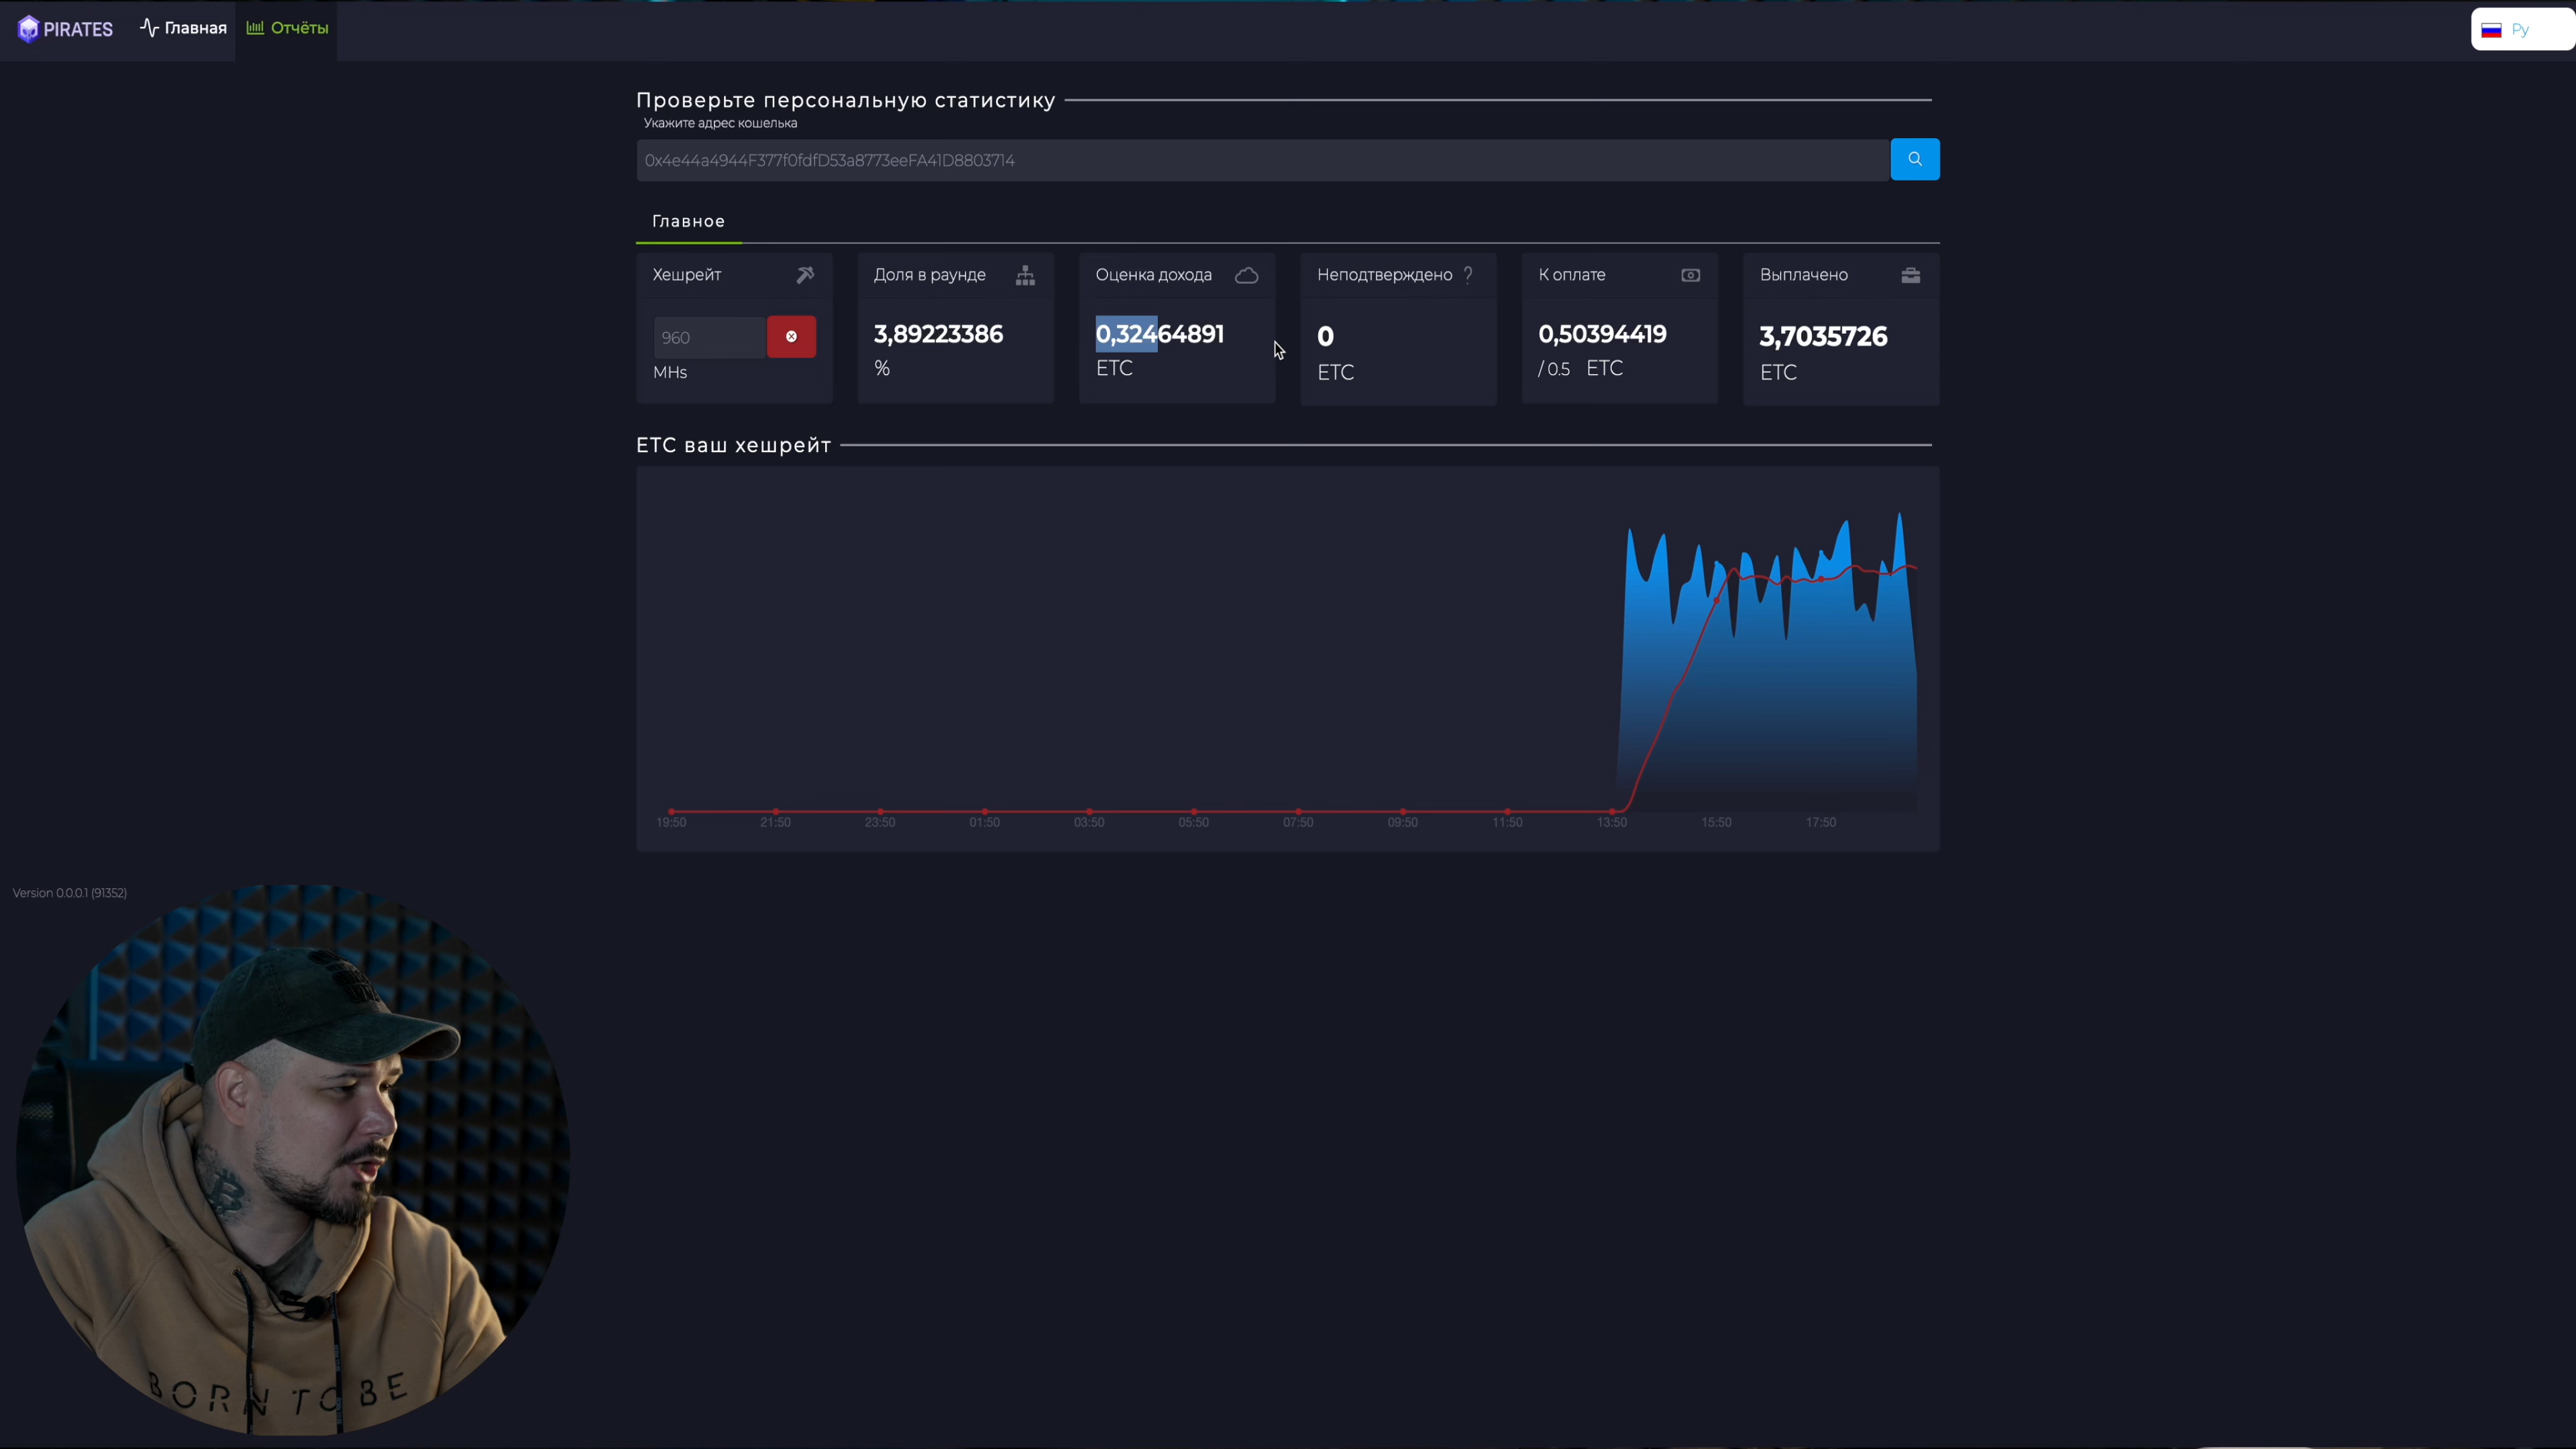 PIRATES Главная Отчёты Ру
Проверьте персональную статистику
Укажите адрес кошелька
0x4e44a4944F377f0fdfD53a8773eeFA41D8803714
Главное
Хешрейт
960
MHs
Доля в раунде
3,89223386
%
Оценка дохода
0,32464891
ETC
Неподтверждено ?
0
ETC
К оплате
0,50394419
/ 0.5 ETC
Выплачено
3,7035726
ETC
ETC ваш хешрейт
19:50 21:50 23:50 01:50 03:50 05:50 07:50 09:50 11:50 13:50 15:50 17:50
Version 0.0.0.1 (91352)
BORN TO BE